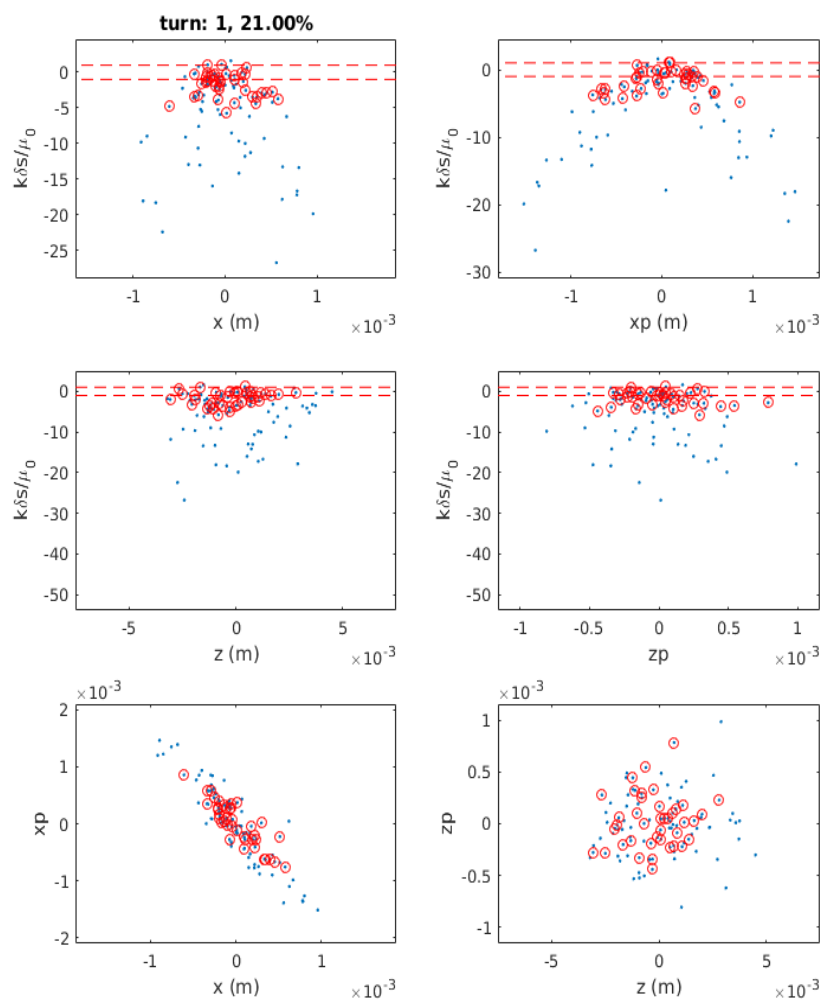 turn: 1, 21.00%
0
-5
-10
-15
-20
-25
kδs/μ₀
-1 0 1
x (m)
×10⁻³
0
-10
-20
-30
kδs/μ₀
-1 0 1
xp (m)
×10⁻³
0
-10
-20
-30
-40
-50
kδs/μ₀
-5 0 5
z (m)
×10⁻³
0
-10
-20
-30
-40
-50
kδs/μ₀
-1 -0.5 0 0.5 1
zp
×10⁻³
×10⁻³
2
1
0
-1
-2
xp
-1 0 1
x (m)
×10⁻³
×10⁻³
1
0.5
0
-0.5
-1
zp
-5 0 5
z (m)
×10⁻³